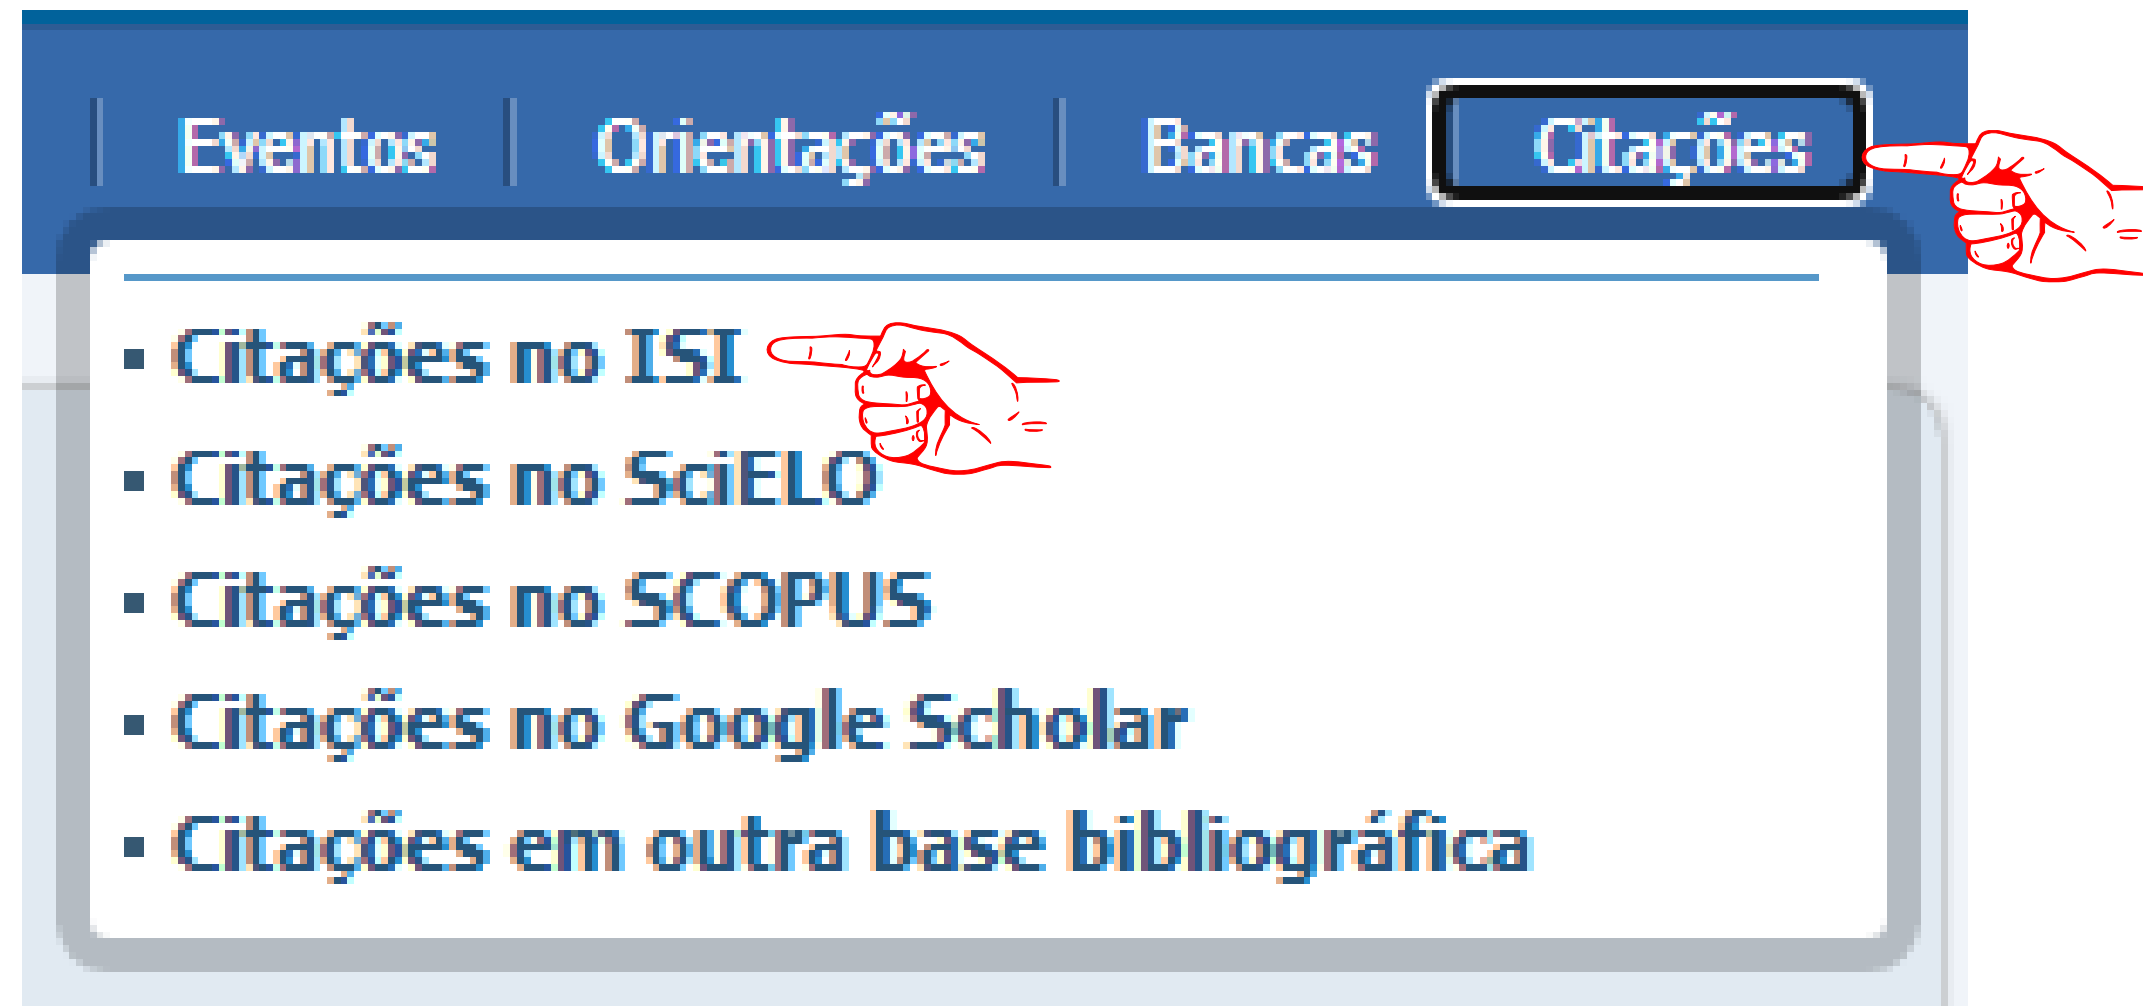 Eventos Orientações Bancas Citações
Citações no ISI
Citações no SciELO
Citações no SCOPUS
Citações no Google Scholar
Citações em outra base bibliográfica